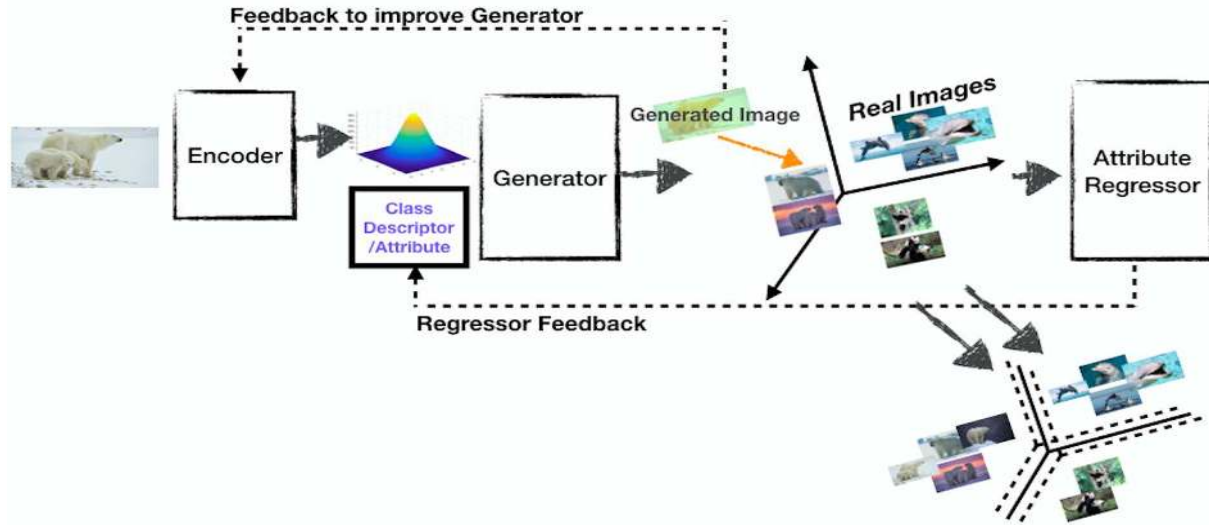 Feedback to improve Generator
Encoder
Class
Descriptor
/Attribute
Generator
Generated Image
Real Images
Attribute
Regressor
Regressor Feedback